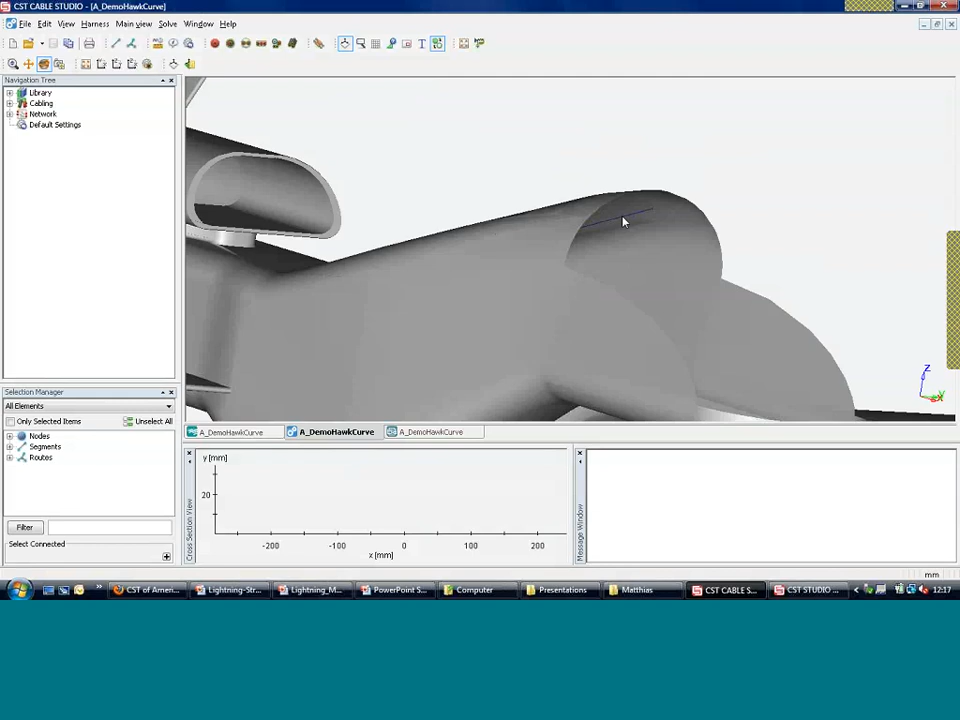 CST CABLE STUDIO - [A_DemoHawkCurve]
File Edit View Harness Main view Solve Window Help
Navigation Tree
Library
Cabling
Network
Default Settings
Selection Manager
All Elements
Only Selected Items Unselect All
Nodes
Segments
Routes
Filter
Select Connected
Z
A_DemoHawkCurve A_DemoHawkCurve A_DemoHawkCurve
Cross Section View
y [mm]
20
-200 -100 0 100 200
x [mm]
Message Window
mm
CST of Ameri... Lightning-Str... Lightning_M... PowerPoint S... Computer Presentations Matthias CST CABLE S... CST STUDIO ... 12:17